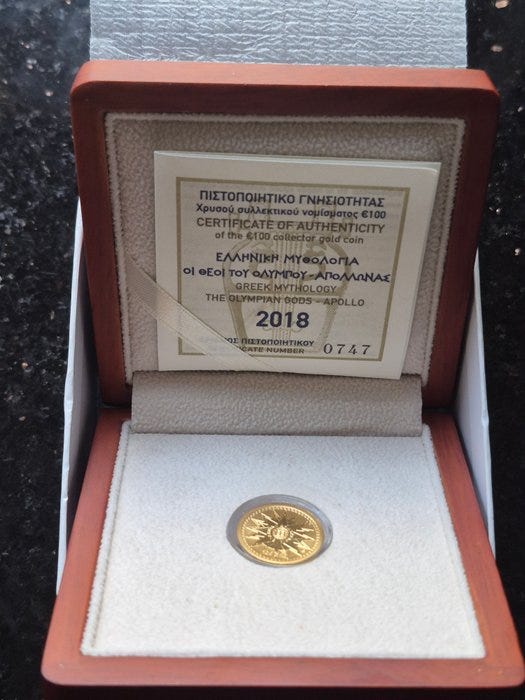 ΠΙΣΤΟΠΟΙΗΤΙΚΟ ΓΝΗΣΙΟΤΗΤΑΣ
Χρυσού συλλεκτικού νομίσματος €100
CERTIFICATE OF AUTHENTICITY
of the €100 collector gold coin
ΕΛΛΗΝΙΚΗ ΜΥΘΟΛΟΓΙΑ
ΟΙ ΘΕΟΙ ΤΟΥ ΟΛΥΜΠΟΥ - ΑΠΟΛΛΩΝΑΣ
GREEK MYTHOLOGY
THE OLYMPIAN GODS - APOLLO
2018
ΠΙΣΤΟΠΟΙΗΤΙΚΟΥ
NUMBER 0747